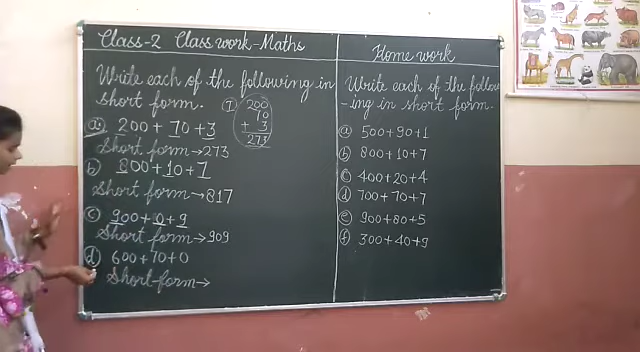 Class-2 Class work-Maths
Write each of the following in
short form.
① 200
70
+ 3
273
ⓐ 200 + 70 + 3
Short form → 273
ⓑ 800 + 10 + 7
Short form → 817
ⓒ 900 + 0 + 9
Short form → 909
ⓓ 600 + 70 + 0
Short form →
Home work
Write each of the follow
-ing in short form.
ⓐ 500+90+1
ⓑ 800+10+7
ⓒ 400+20+4
ⓓ 700+70+7
ⓔ 900+80+5
ⓕ 300+40+9